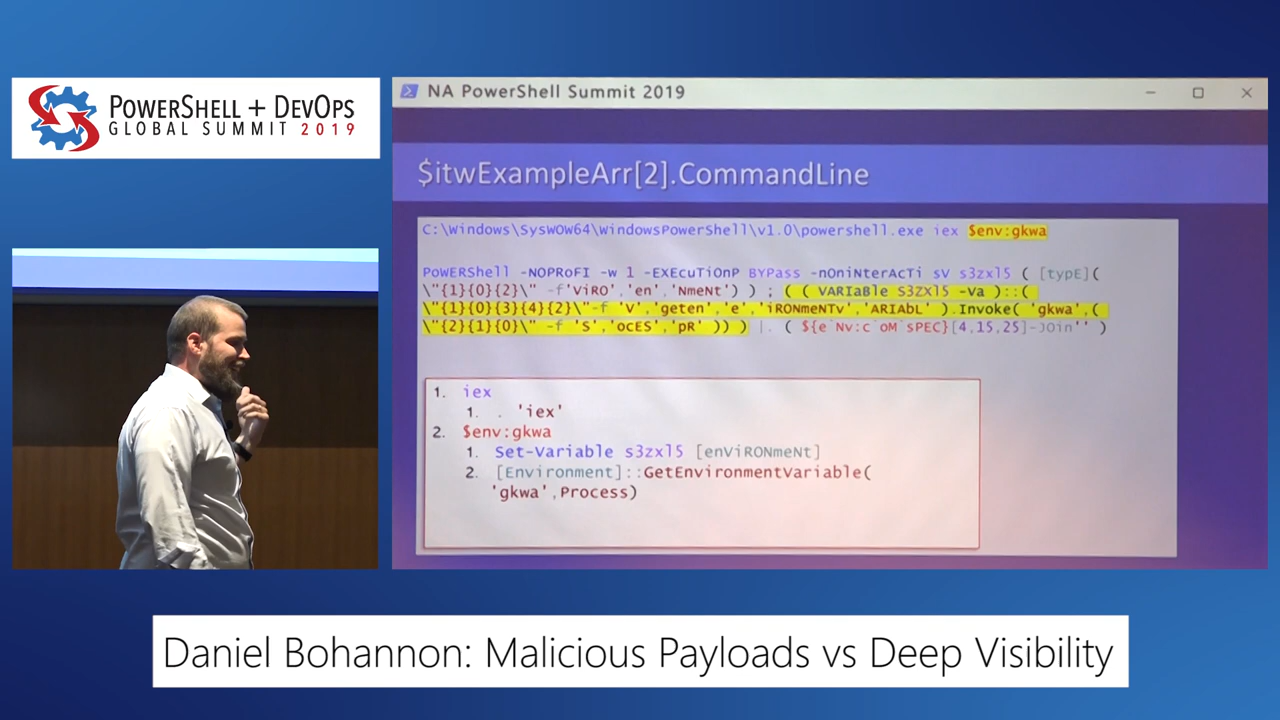 POWERSHELL + DEVOPS
GLOBAL SUMMIT 2019
NA PowerShell Summit 2019
$itwExampleArr[2].CommandLine
C:\Windows\SysWOW64\WindowsPowerShell\v1.0\powershell.exe iex $env:gkwa
PoWERShell -NOPRoFI -w 1 -EXEcuTiOnP BYPass -nOniNterAcTi sV s3zxl5 ( [typE](
\"{1}{0}{2}\" -f'ViRO','en','NmeNt') ) ; ( ( VARIABle S3ZXl5 -Va )::(
\"{1}{0}{3}{4}{2}\"-f 'V','geten','e','iRONmeNTv','ARIAbL' ).Invoke( 'gkwa',(
\"{2}{1}{0}\" -f 'S','ocES','pR' )) ) |. ( ${e`Nv:c`oM`sPEC}[4,15,25]-JOin'' )
1. iex
1. . 'iex'
2. $env:gkwa
1. Set-Variable s3zxl5 [enViRONmeNt]
2. [Environment]::GetEnvironmentVariable(
'gkwa',Process)
Daniel Bohannon: Malicious Payloads vs Deep Visibility